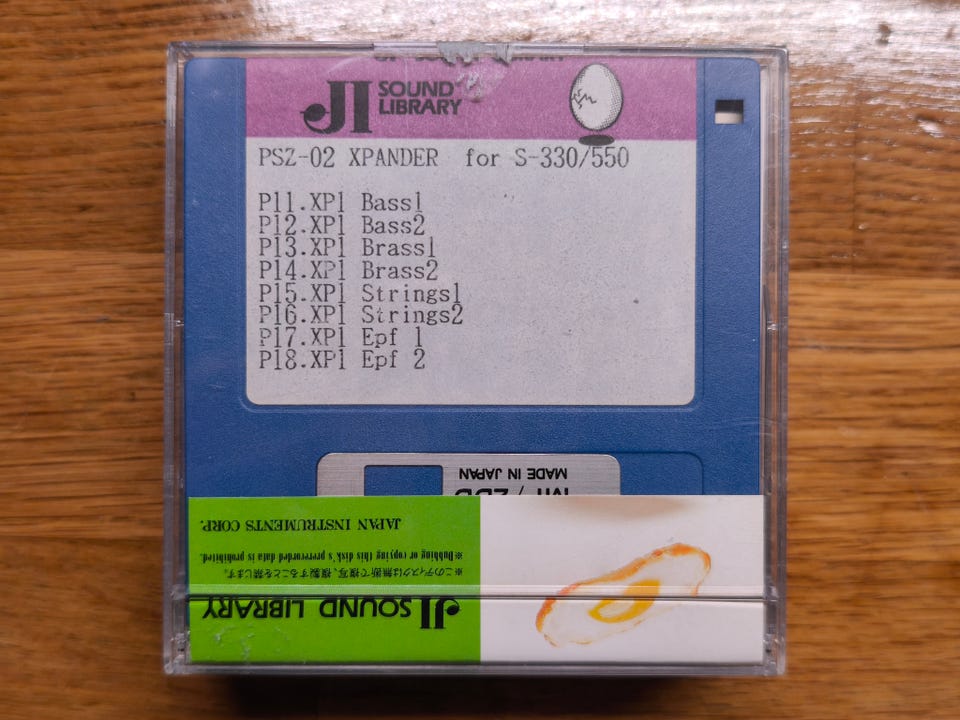 JI SOUND
LIBRARY
PSZ-02 XPANDER for S-330/550
P11.XP1 Bass1
P12.XP1 Bass2
P13.XP1 Brass1
P14.XP1 Brass2
P15.XP1 Strings1
P16.XP1 Strings2
P17.XP1 Epf 1
P18.XP1 Epf 2
MADE IN JAPAN
JI SOUND LIBRARY
※このディスクは無断で複写、複製することを禁じます。
※Dubbing or copying this disk's prerecorded data is prohibited.
JAPAN INSTRUMENTS CORP.